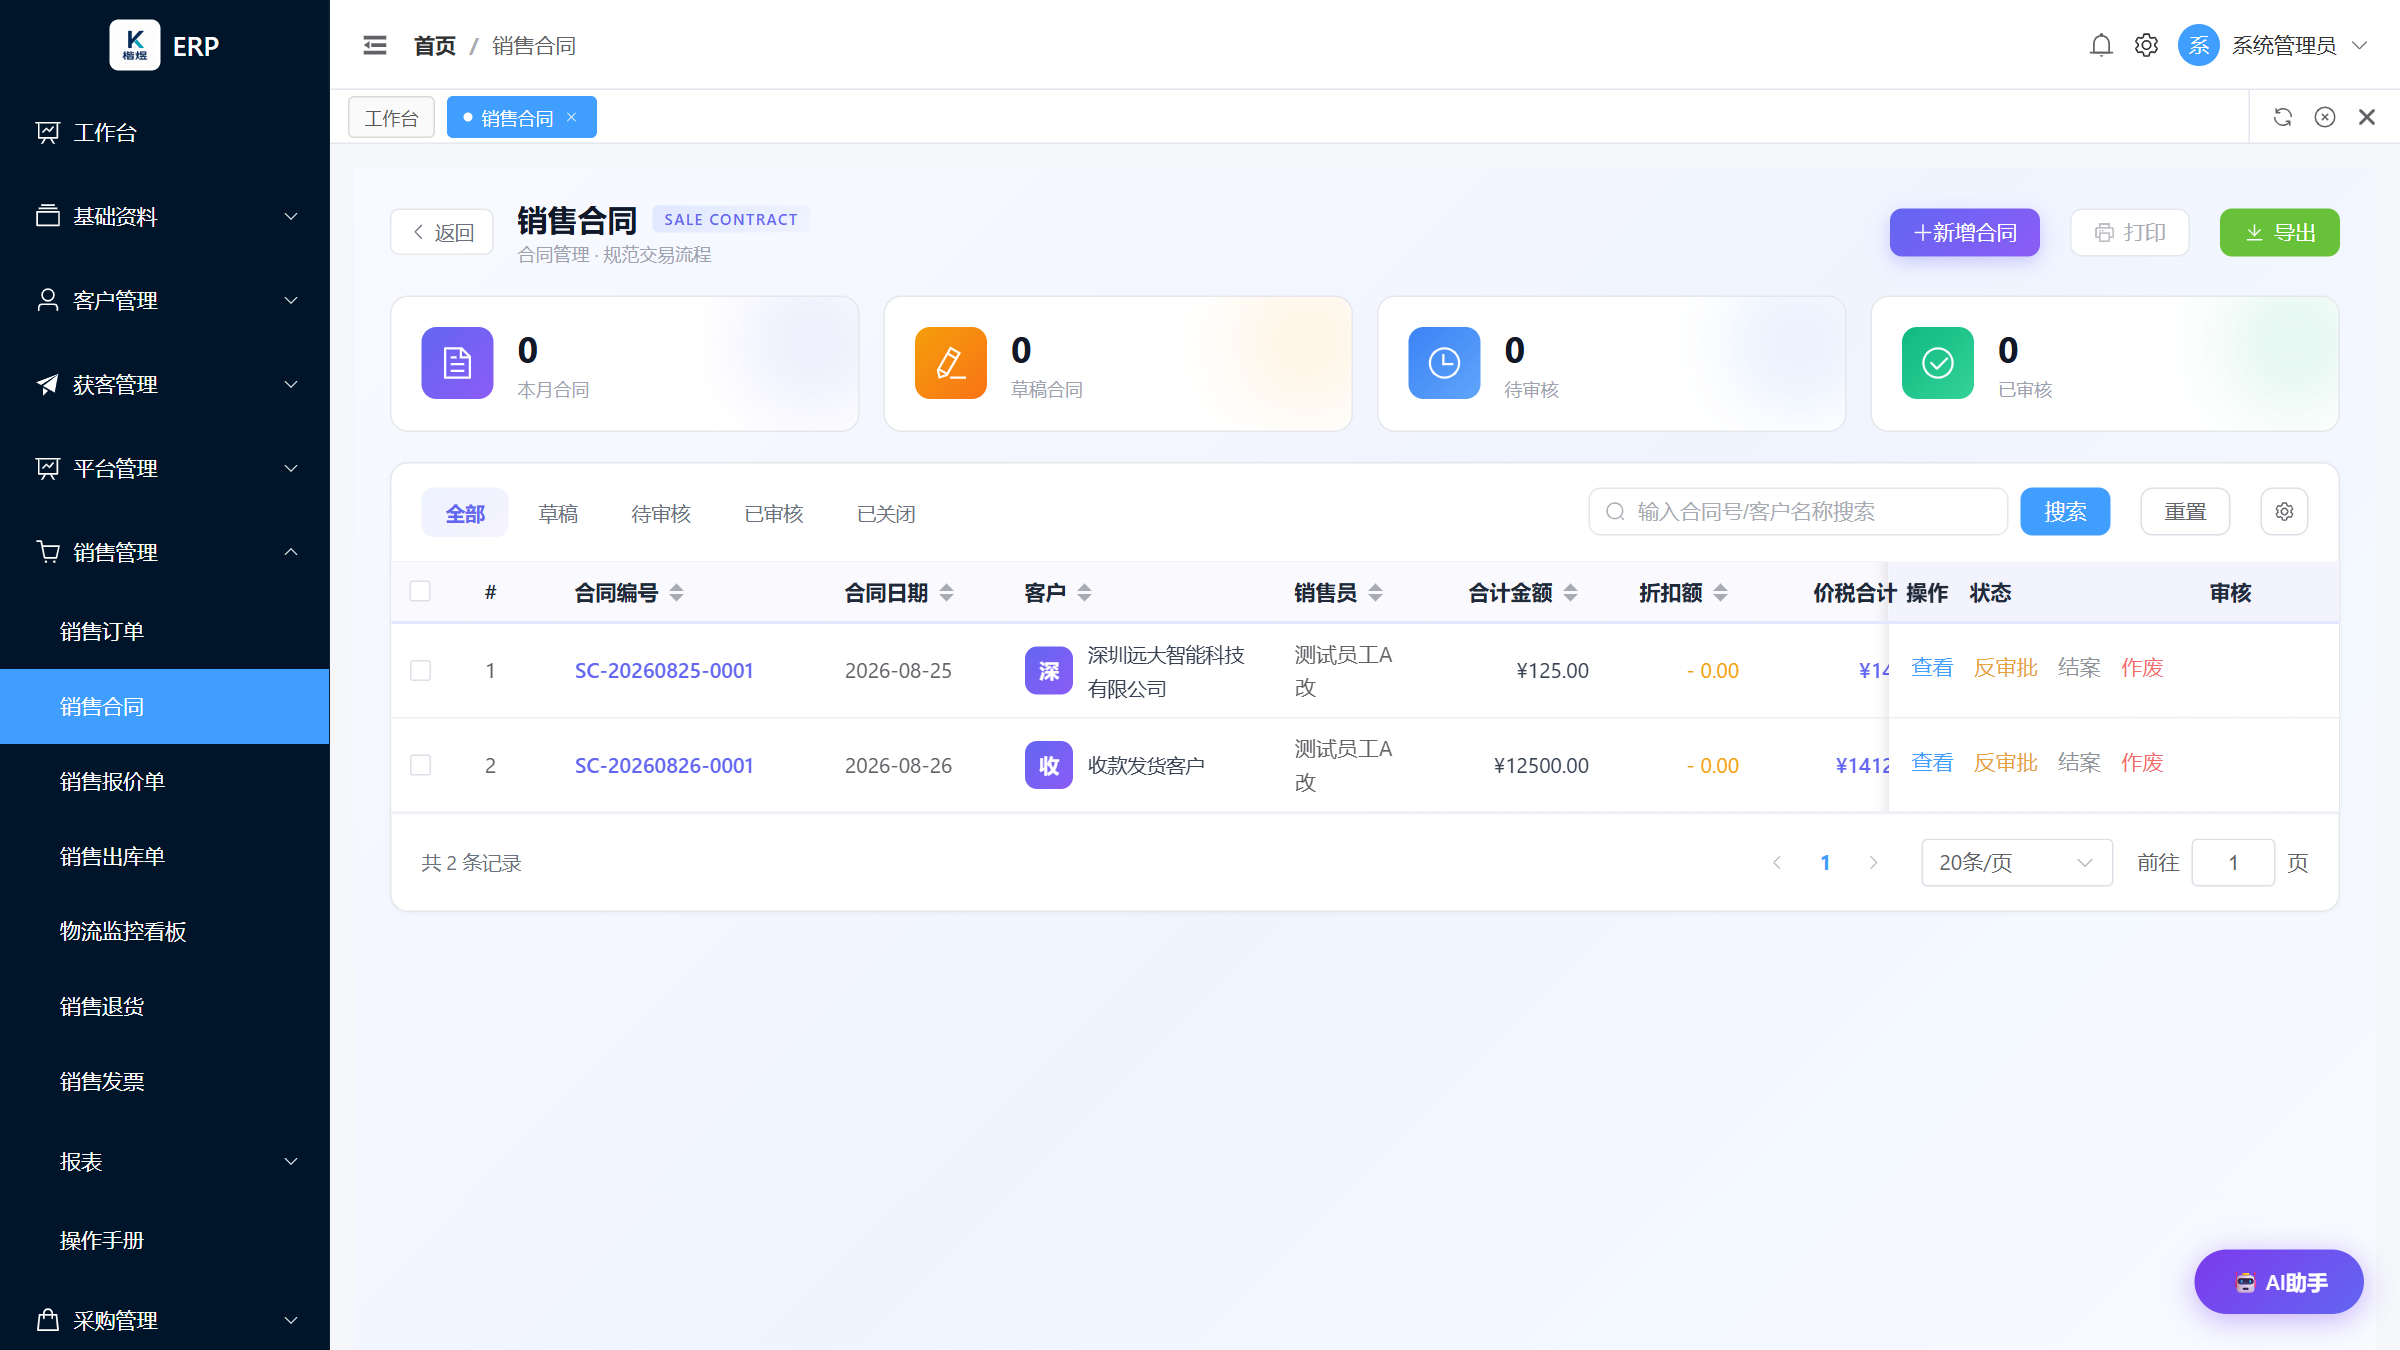 K
楷煜
ERP
工作台
基础资料
客户管理
获客管理
平台管理
销售管理
销售订单
销售合同
销售报价单
销售出库单
物流监控看板
销售退货
销售发票
报表
操作手册
采购管理
首页 / 销售合同
系 系统管理员
工作台
销售合同
返回
销售合同 SALE CONTRACT
合同管理 · 规范交易流程
新增合同
打印
导出
0
本月合同
0
草稿合同
0
待审核
0
已审核
全部 草稿 待审核 已审核 已关闭
输入合同号/客户名称搜索
搜索
重置
# 合同编号 合同日期 客户 销售员 合计金额 折扣额 价税合计 操作 状态 审核
1 SC-20260825-0001 2026-08-25 深 深圳远大智能科技有限公司 测试员工A改 ¥125.00 - 0.00 ¥14 查看 反审批 结案 作废
2 SC-20260826-0001 2026-08-26 收 收款发货客户 测试员工A改 ¥12500.00 - 0.00 ¥1412 查看 反审批 结案 作废
共 2 条记录
1
20条/页
前往 1 页
AI助手